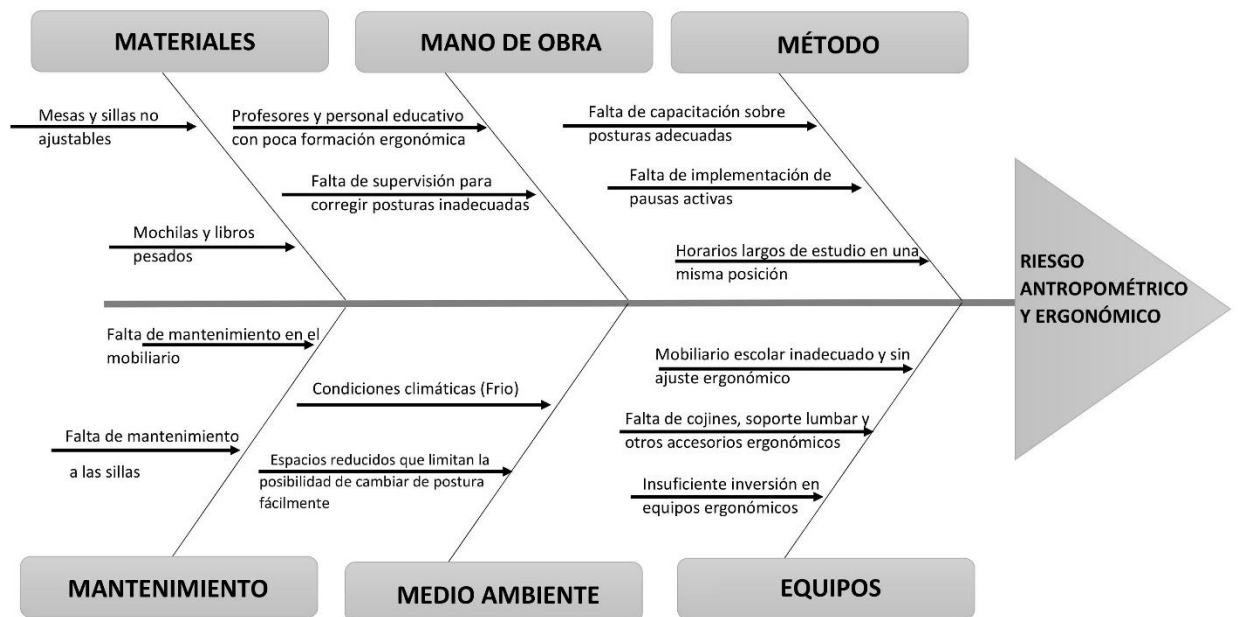 MATERIALES
MANO DE OBRA
MÉTODO
Mesas y sillas no
ajustables
Mochilas y libros
pesados
Profesores y personal educativo
con poca formación ergonómica
Falta de supervisión para
corregir posturas inadecuadas
Falta de capacitación sobre
posturas adecuadas
Falta de implementación de
pausas activas
Horarios largos de estudio en una
misma posición
RIESGO
ANTROPOMÉTRICO
Y ERGONÓMICO
Falta de mantenimiento en el
mobiliario
Falta de mantenimiento
a las sillas
Condiciones climáticas (Frio)
Espacios reducidos que limitan la
posibilidad de cambiar de postura
fácilmente
Mobiliario escolar inadecuado y sin
ajuste ergonómico
Falta de cojines, soporte lumbar y
otros accesorios ergonómicos
Insuficiente inversión en
equipos ergonómicos
MANTENIMIENTO
MEDIO AMBIENTE
EQUIPOS